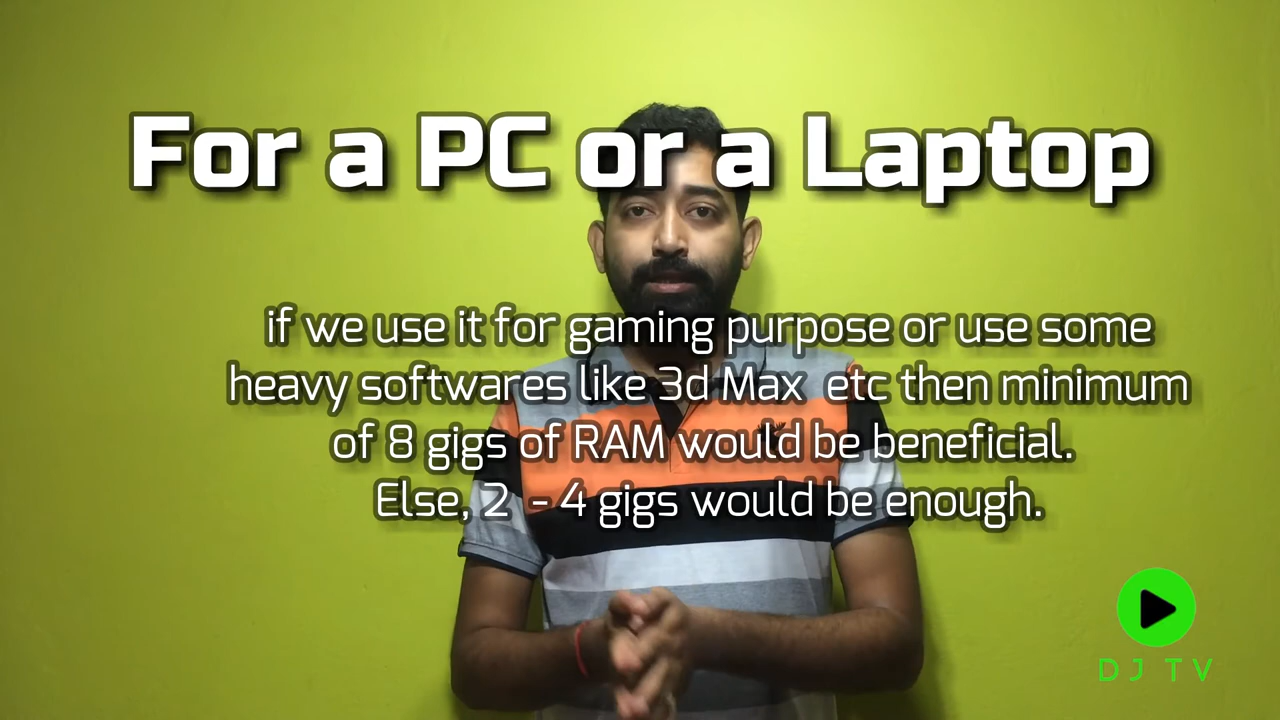 For a PC or a Laptop
if we use it for gaming purpose or use some
heavy softwares like 3d Max etc then minimum
of 8 gigs of RAM would be beneficial.
Else, 2 - 4 gigs would be enough.
DJ TV